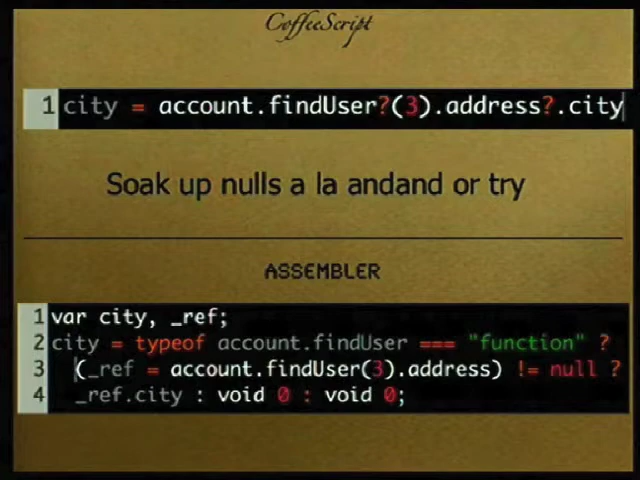 CoffeeScript
1 city = account.findUser?(3).address?.city
Soak up nulls a la andand or try
ASSEMBLER
1 var city, _ref;
2 city = typeof account.findUser === "function" ?
3 (_ref = account.findUser(3).address) != null ?
4 _ref.city : void 0 : void 0;